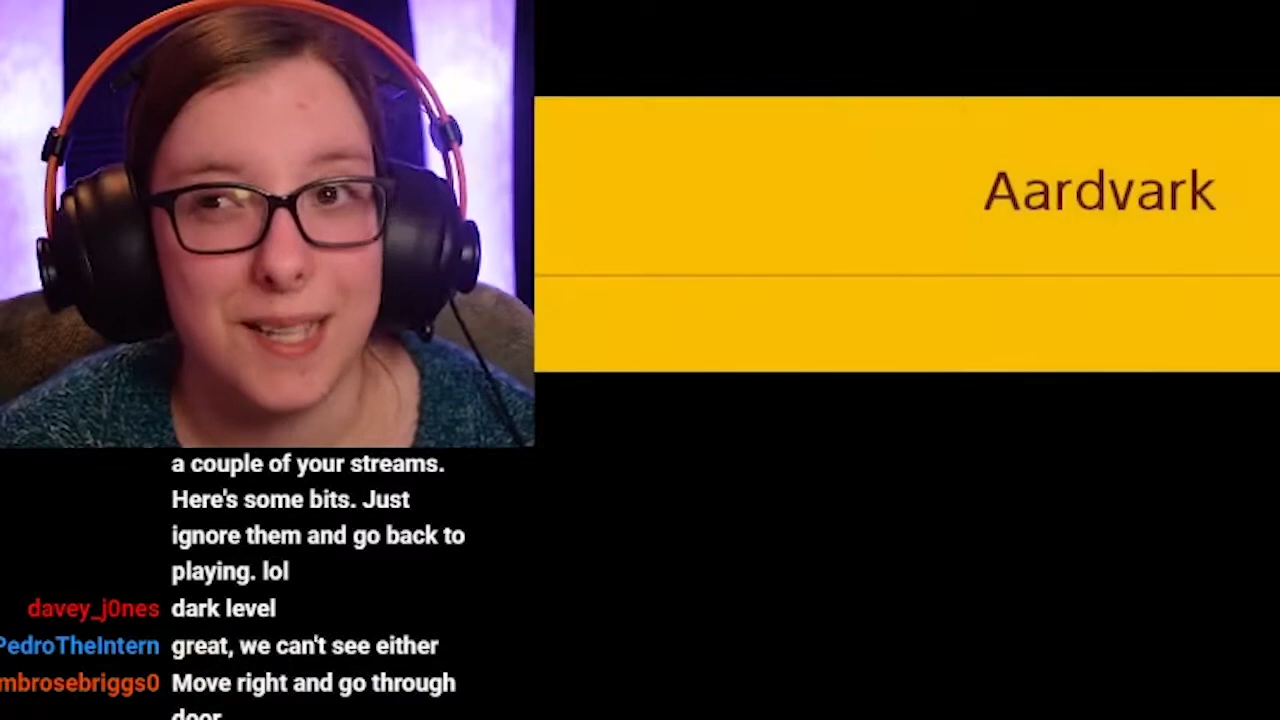 Aardvark
a couple of your streams.
Here's some bits. Just
ignore them and go back to
playing. lol
davey_j0nes dark level
PedroTheIntern great, we can't see either
mbrosebriggs0 Move right and go through
door